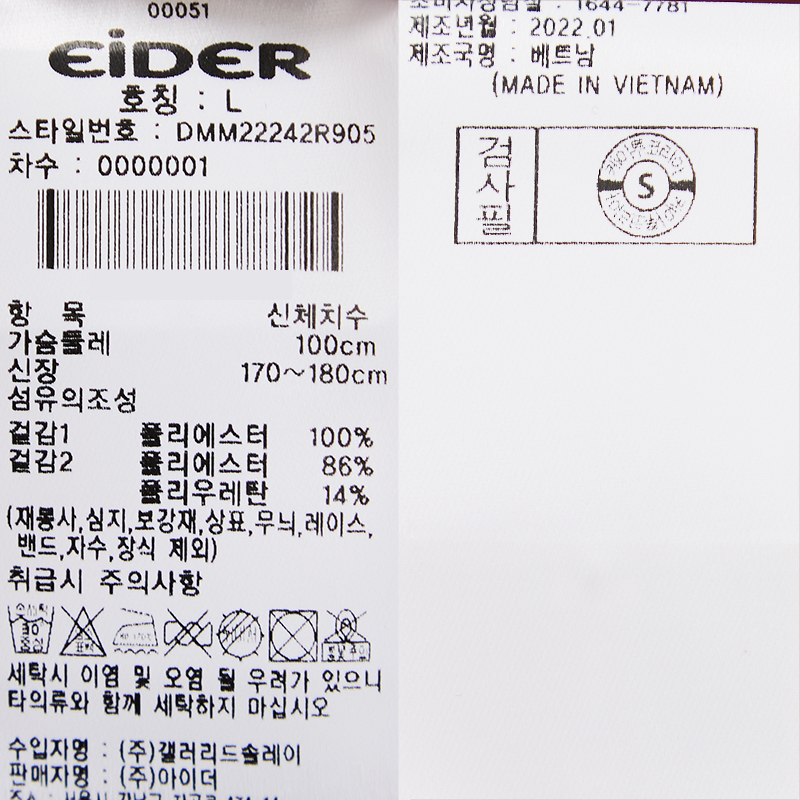 00051
EiDER
호칭 : L
스타일번호 : DMM22242R905
차수 : 0000001
항 목 신체치수
가슴둘레 100cm
신장 170~180cm
섬유의조성
겉감1 폴리에스터 100%
겉감2 폴리에스터 86%
폴리우레탄 14%
(재봉사,심지,보강재,상표,무늬,레이스,
밴드,자수,장식 제외)
취급시 주의사항
세탁시 이염 및 오염 될 우려가 있으니
타의류와 함께 세탁하지 마십시오
수입자명 : (주)갤러리드솔레이
판매자명 : (주)아이더
소비자상담실 : 1644-7781
제조년월 : 2022.01
제조국명 : 베트남
(MADE IN VIETNAM)
검사필
S